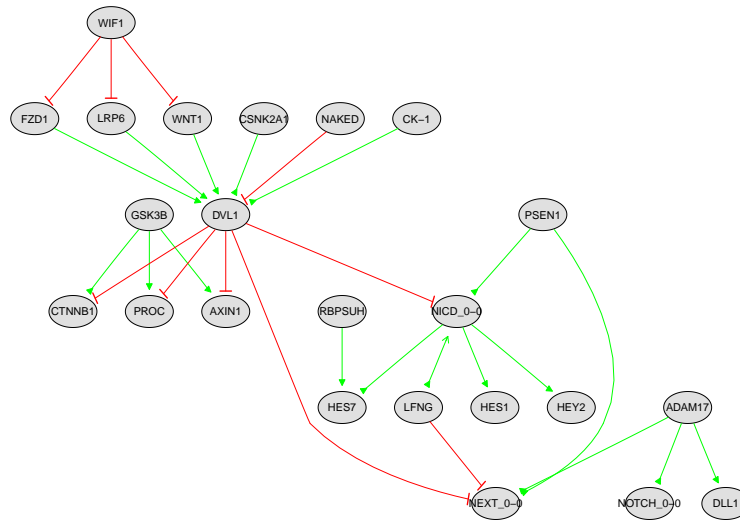 WIF1
FZD1
LRP6
WNT1
CSNK2A1
NAKED
CK−1
GSK3B
DVL1
PSEN1
CTNNB1
PROC
AXIN1
RBPSUH
NICD_0−0
HES7
LFNG
HES1
HEY2
ADAM17
NEXT_0−0
NOTCH_0−0
DLL1